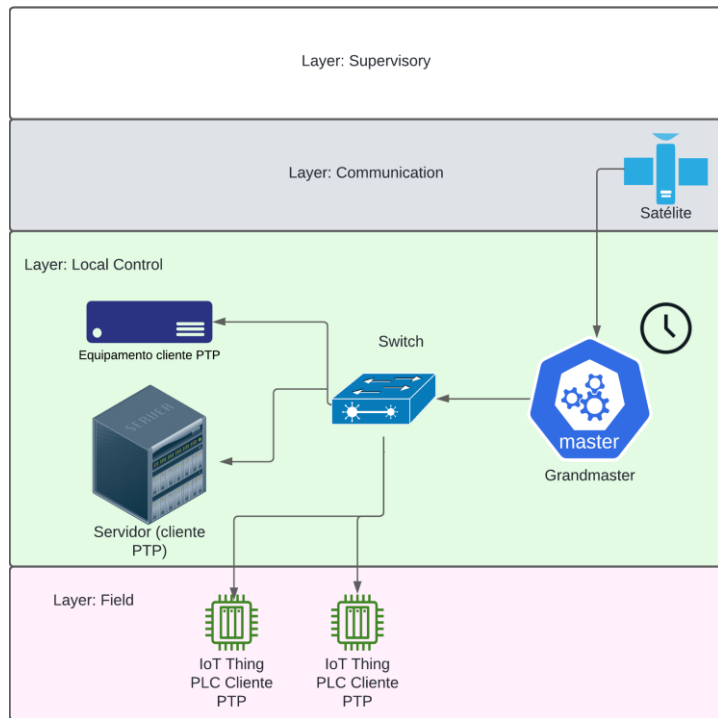 Layer: Supervisory
Layer: Communication
Satélite
Layer: Local Control
Equipamento cliente PTP
Switch
master
Grandmaster
SERVER
Servidor (cliente
PTP)
Layer: Field
IoT Thing
PLC Cliente
PTP
IoT Thing
PLC Cliente
PTP